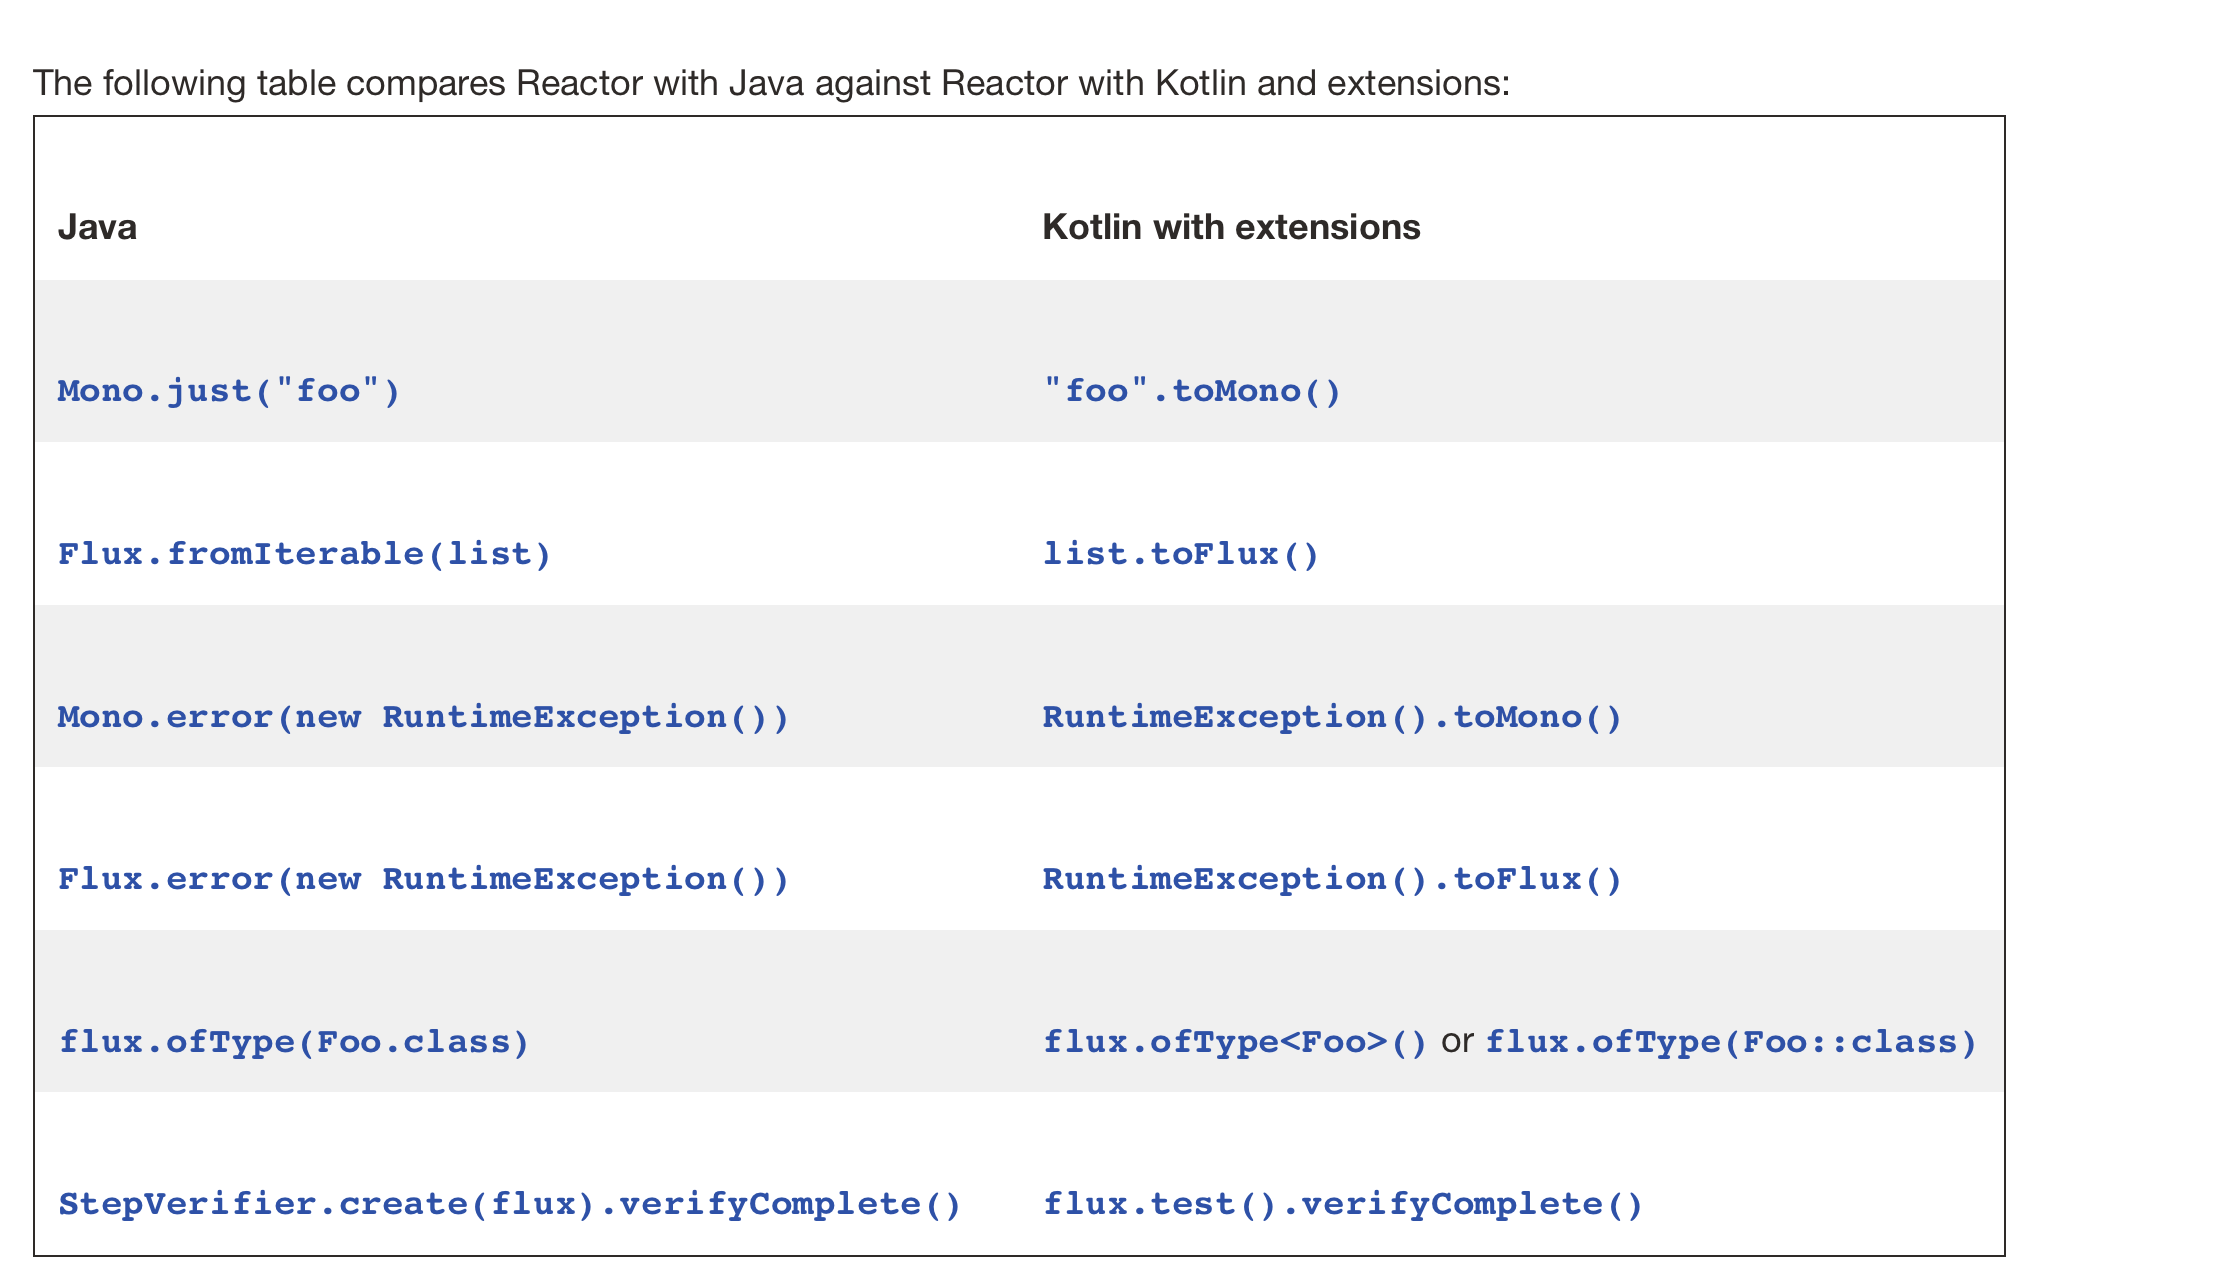 The following table compares Reactor with Java against Reactor with Kotlin and extensions:
Java Kotlin with extensions
Mono.just("foo") "foo".toMono()
Flux.fromIterable(list) list.toFlux()
Mono.error(new RuntimeException()) RuntimeException().toMono()
Flux.error(new RuntimeException()) RuntimeException().toFlux()
flux.ofType(Foo.class) flux.ofType<Foo>() or flux.ofType(Foo::class)
StepVerifier.create(flux).verifyComplete() flux.test().verifyComplete()